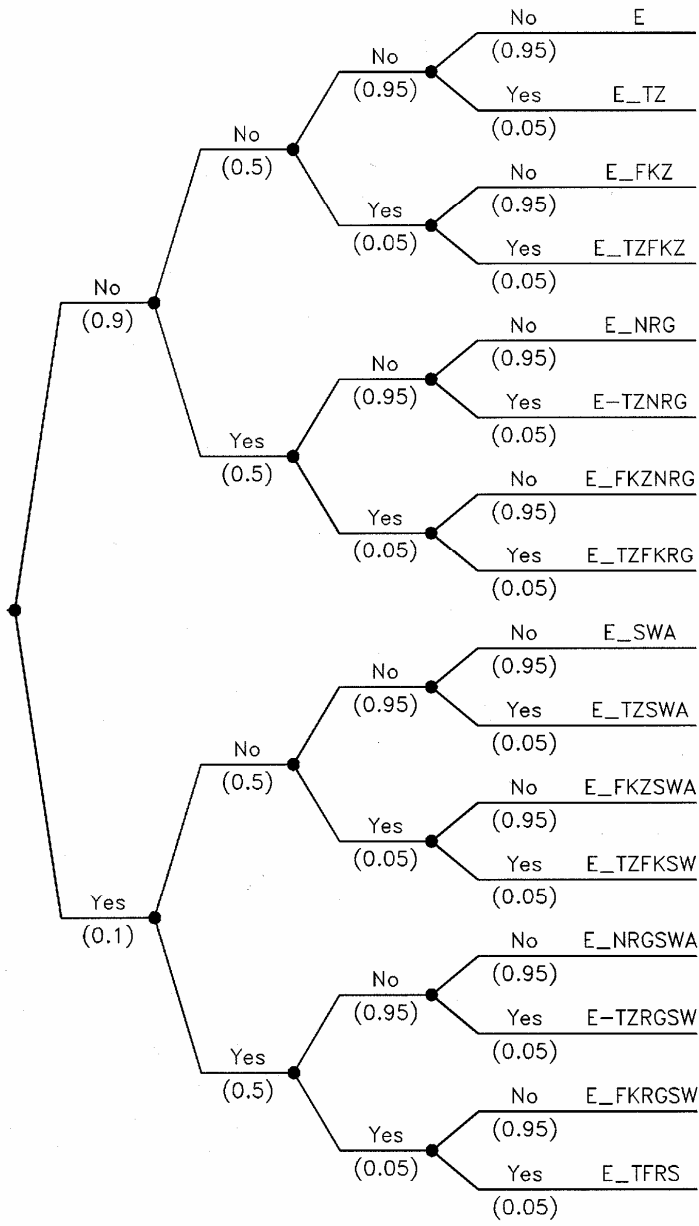 No E
(0.95)
No
(0.95)
Yes E_TZ
(0.05)
No
(0.5)
No E_FKZ
(0.95)
Yes
(0.05)
Yes E_TZFKZ
(0.05)
No
(0.9)
No E_NRG
(0.95)
No
(0.95)
Yes E-TZNRG
(0.05)
Yes
(0.5)
No E_FKZNRG
(0.95)
Yes
(0.05)
Yes E_TZFKRG
(0.05)
No E_SWA
(0.95)
No
(0.95)
Yes E_TZSWA
(0.05)
No
(0.5)
No E_FKZSWA
(0.95)
Yes
(0.05)
Yes E_TZFKSW
(0.05)
Yes
(0.1)
No E_NRGSWA
(0.95)
No
(0.95)
Yes E-TZRGSW
(0.05)
Yes
(0.5)
No E_FKRGSW
(0.95)
Yes
(0.05)
Yes E_TFRS
(0.05)